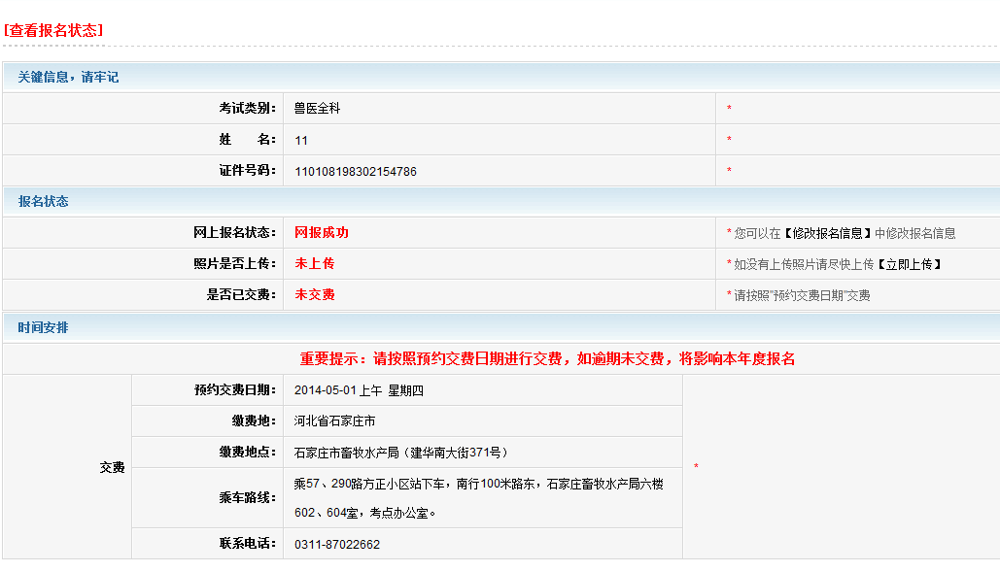 [查看报名状态]
关键信息，请牢记
考试类别： 兽医全科 *
姓 名： 11 *
证件号码： 110108198302154786 *
报名状态
网上报名状态： 网报成功 * 您可以在【修改报名信息】中修改报名信息
照片是否上传： 未上传 * 如没有上传照片请尽快上传【立即上传】
是否已交费： 未交费 * 请按照"预约交费日期"交费
时间安排
重要提示：请按照预约交费日期进行交费，如逾期未交费，将影响本年度报名
预约交费日期： 2014-05-01 上午 星期四
缴费地： 河北省石家庄市
缴费地点： 石家庄市畜牧水产局（建华南大街371号）
交费 *
乘车路线： 乘57、290路方正小区站下车，南行100米路东，石家庄畜牧水产局六楼
602、604室，考点办公室。
联系电话： 0311-87022662